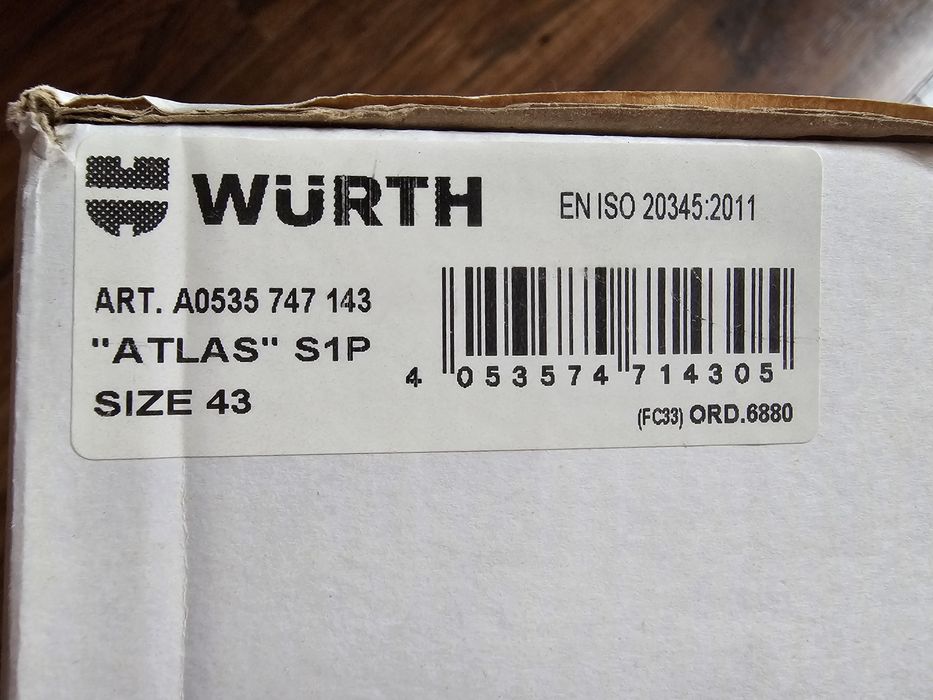 WÜRTH
EN ISO 20345:2011
ART. A0535 747 143
"ATLAS" S1P
SIZE 43
4 053574 714305
(FC33) ORD.6880